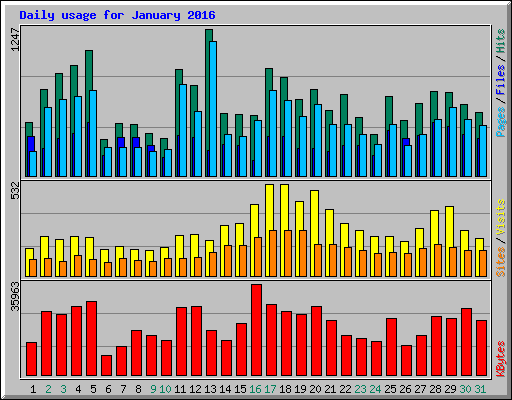 Daily usage for January 2016
1247
Pages / Files / Hits
532
Sites / Visits
35963
KBytes
1 2 3 4 5 6 7 8 9 10 11 12 13 14 15 16 17 18 19 20 21 22 23 24 25 26 27 28 29 30 31